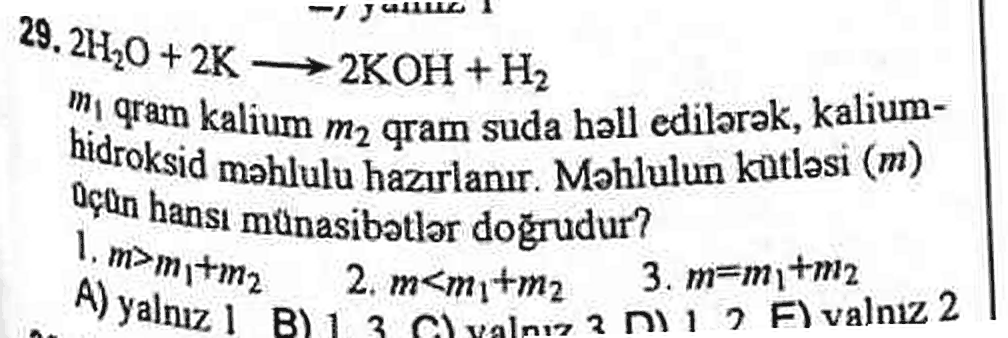 29. 2H₂O + 2K ⟶ 2KOH + H₂
m₁ qram kalium m₂ qram suda həll edilərək, kalium-
hidroksid məhlulu hazırlanır. Məhlulun kütləsi (m)
üçün hansı münasibətlər doğrudur?
1. m>m₁+m₂ 2. m<m₁+m₂ 3. m=m₁+m₂
A) yalnız 1 B) 1, 3 C) yalnız 3 D) 1, 2 E) yalnız 2